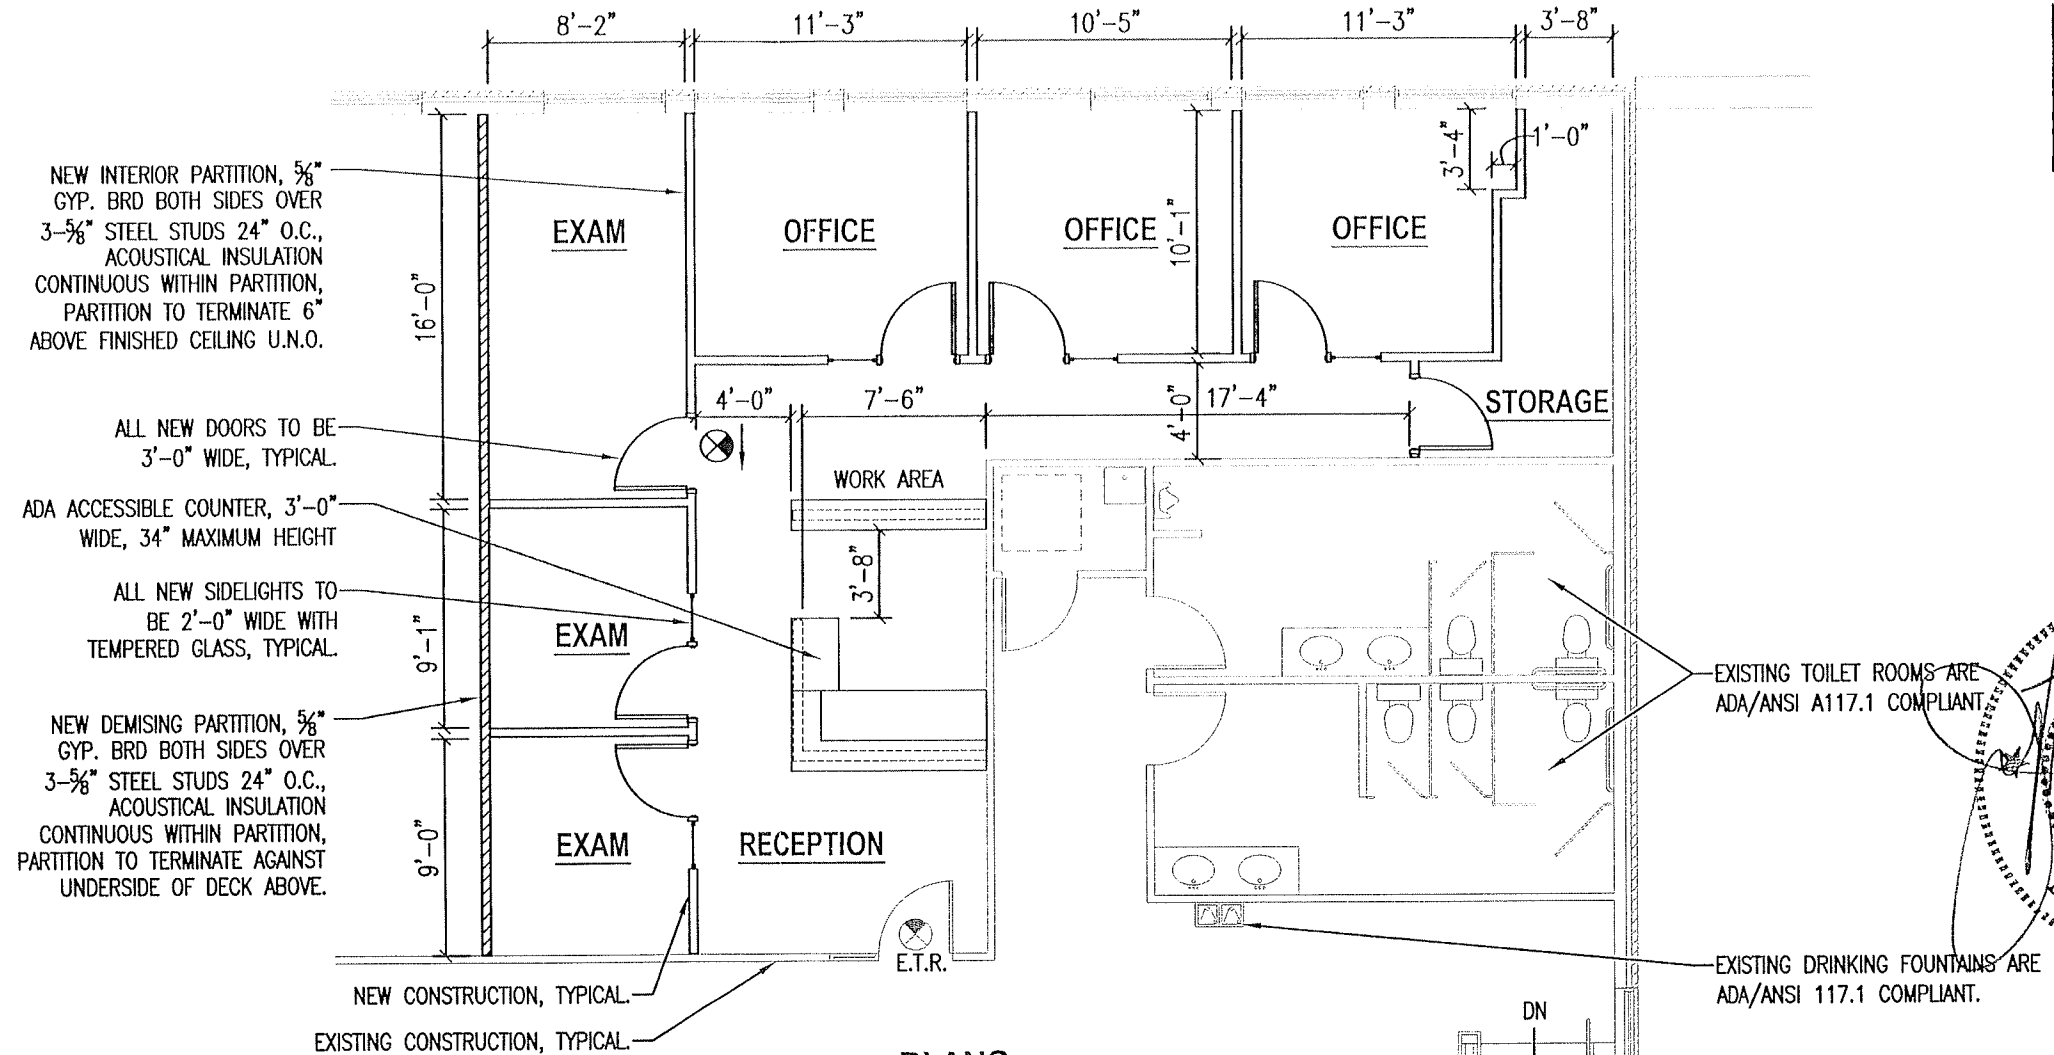 8'-2"
11'-3"
10'-5"
11'-3"
3'-8"
NEW INTERIOR PARTITION, 5/8"
GYP. BRD BOTH SIDES OVER
3-5/8" STEEL STUDS 24" O.C.,
ACOUSTICAL INSULATION
CONTINUOUS WITHIN PARTITION,
PARTITION TO TERMINATE 6"
ABOVE FINISHED CEILING U.N.O.
16'-0"
EXAM
OFFICE
OFFICE
10'-1"
OFFICE
3'-4"
1'-0"
ALL NEW DOORS TO BE
3'-0" WIDE, TYPICAL.
4'-0"
7'-6"
4'-0"
17'-4"
STORAGE
WORK AREA
ADA ACCESSIBLE COUNTER, 3'-0"
WIDE, 34" MAXIMUM HEIGHT
3'-8"
ALL NEW SIDELIGHTS TO
BE 2'-0" WIDE WITH
TEMPERED GLASS, TYPICAL.
9'-1"
EXAM
EXISTING TOILET ROOMS ARE
ADA/ANSI A117.1 COMPLIANT.
NEW DEMISING PARTITION, 5/8"
GYP. BRD BOTH SIDES OVER
3-5/8" STEEL STUDS 24" O.C.,
ACOUSTICAL INSULATION
CONTINUOUS WITHIN PARTITION,
PARTITION TO TERMINATE AGAINST
UNDERSIDE OF DECK ABOVE.
9'-0"
EXAM
RECEPTION
E.T.R.
EXISTING DRINKING FOUNTAINS ARE
ADA/ANSI 117.1 COMPLIANT.
NEW CONSTRUCTION, TYPICAL.
EXISTING CONSTRUCTION, TYPICAL.
DN